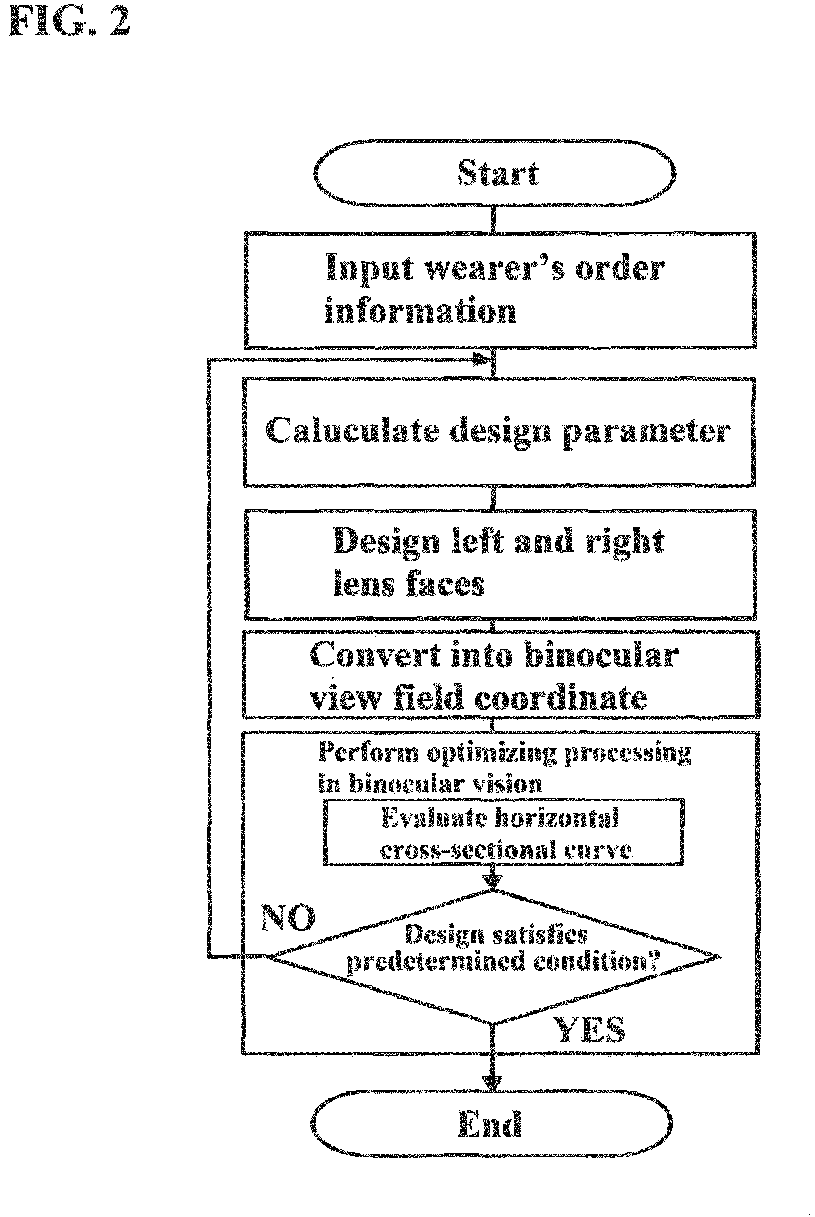 FIG. 2
Start
Input wearer's order
information
Caluculate design parameter
Design left and right
lens faces
Convert into binocular
view field coordinate
Perform optimizing processing
in binocular vision
Evaluate horizontal
cross-sectional curve
NO
Design satisfies
predetermined condition?
YES
End